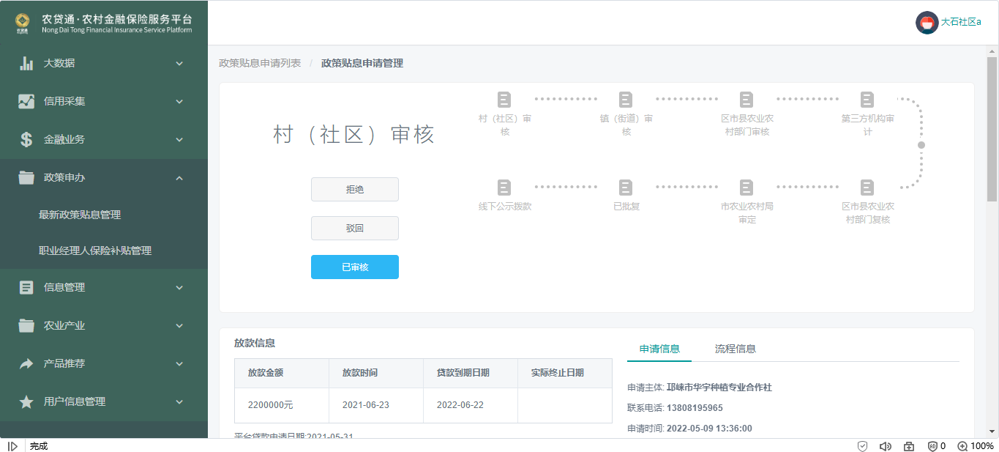 农贷通·农村金融保险服务平台
Nong Dai Tong Financial Insurance Service Platform
大石社区a
大数据
信用采集
金融业务
政策申办
最新政策贴息管理
职业经理人保险补贴管理
信息管理
农业产业
产品推荐
用户信息管理
政策贴息申请列表 / 政策贴息申请管理
村（社区）审核
拒绝
驳回
已审核
村（社区）审
核
镇（街道）审
核
区市县农业农
村部门审核
第三方机构审
计
线下公示拨款
已批复
市农业农村局
审定
区市县农业农
村部门复核
放款信息
放款金额 放款时间 贷款到期日期 实际终止日期
2200000元 2021-06-23 2022-06-22
平台贷款申请日期:2021-05-31
申请信息 流程信息
申请主体: 邛崃市华宇种植专业合作社
联系电话: 13808195965
申请时间: 2022-05-09 13:36:00
完成
0
100%